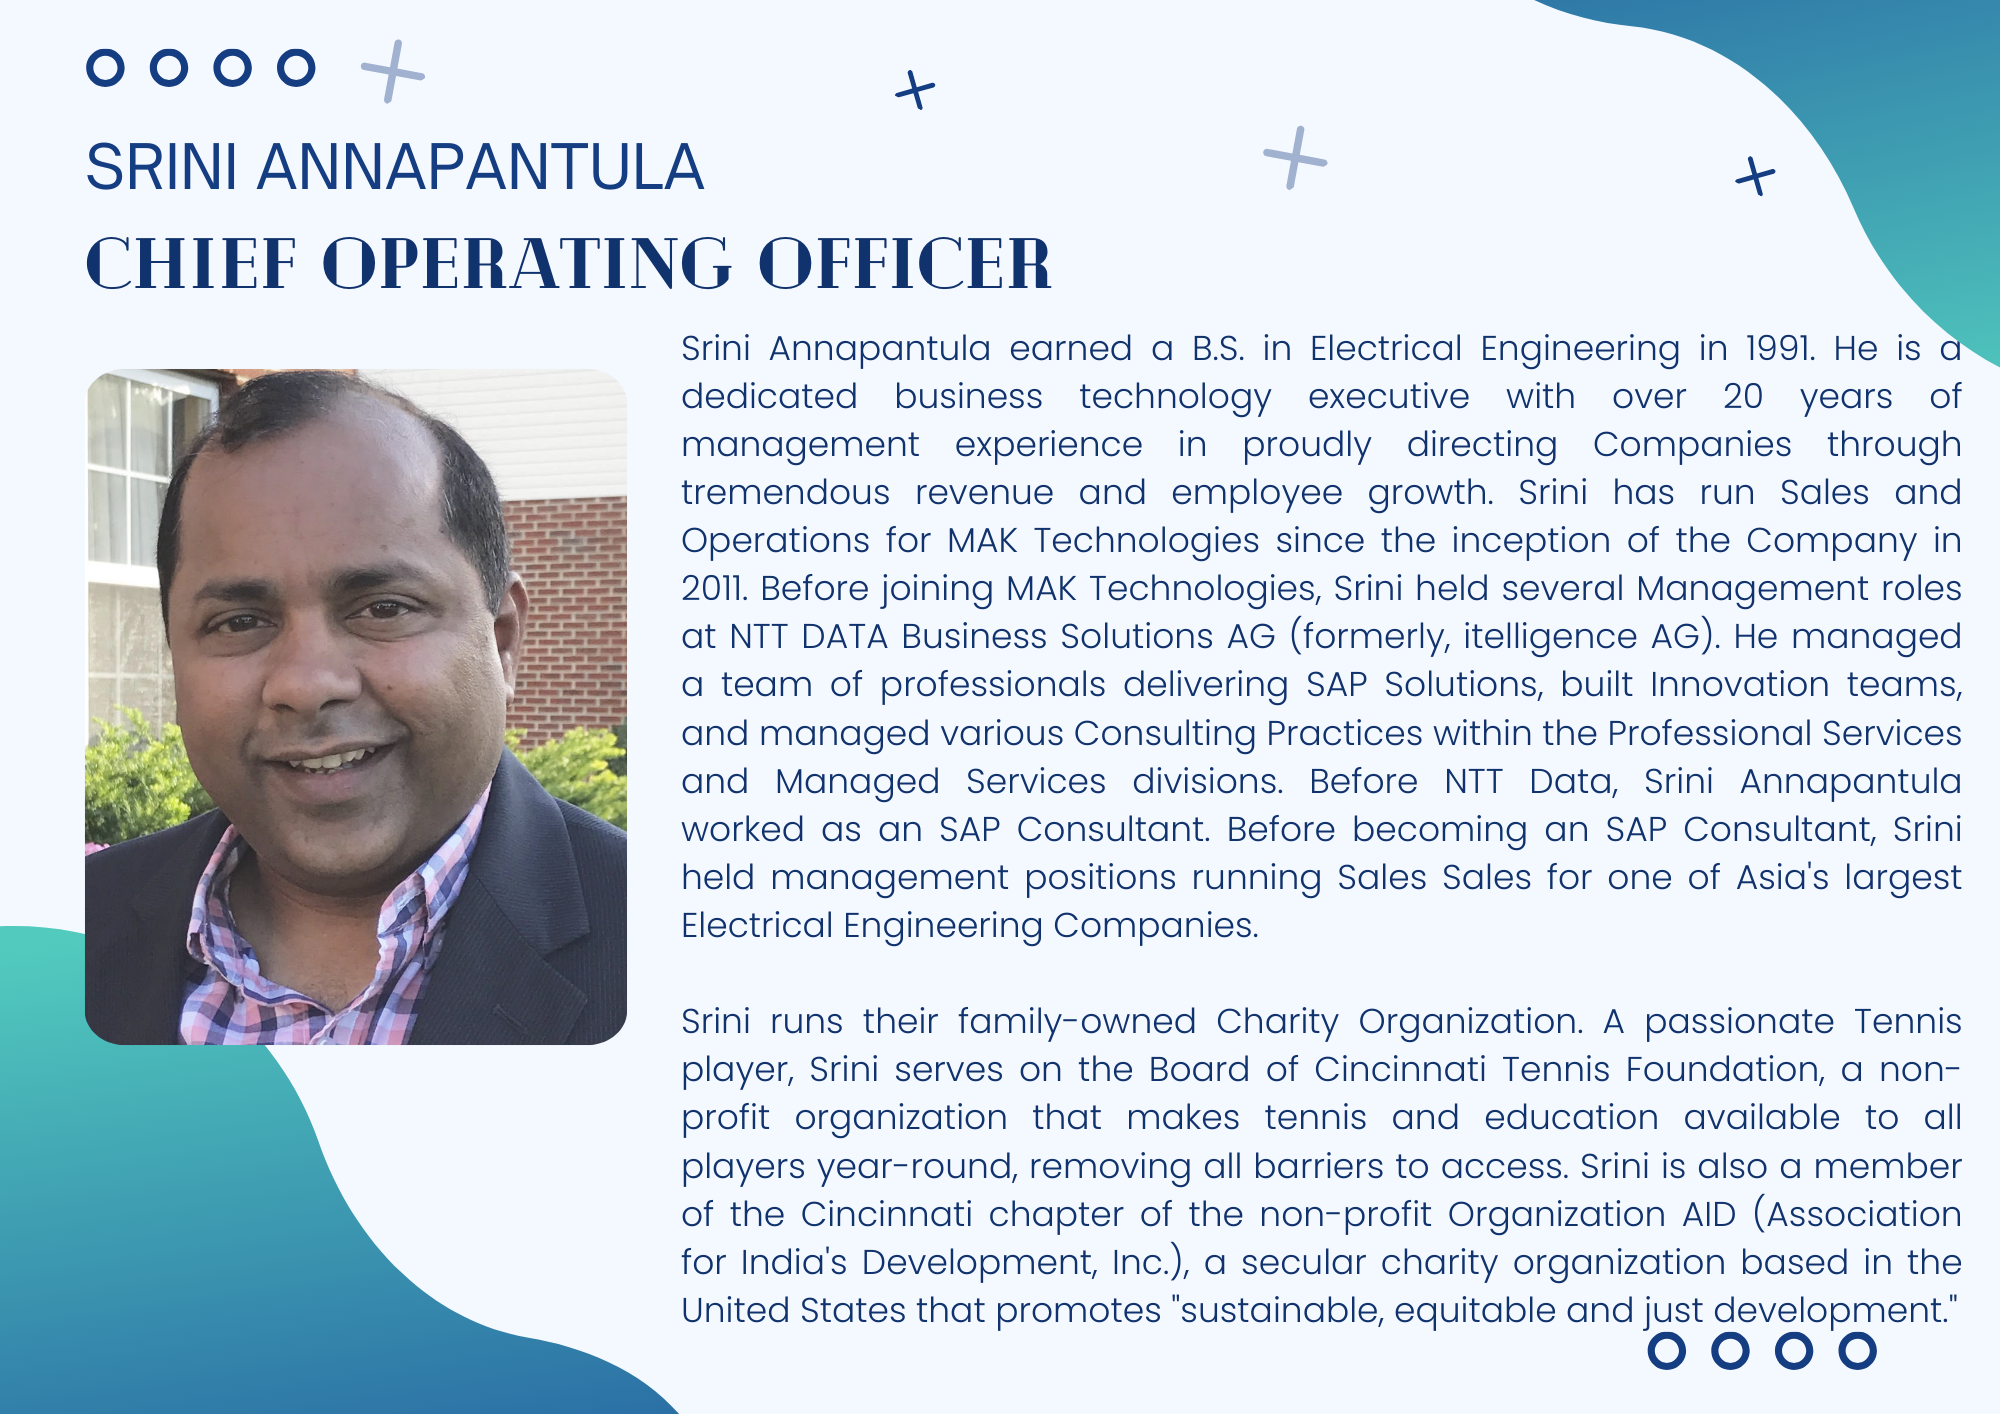 SRINI ANNAPANTULA
CHIEF OPERATING OFFICER
Srini Annapantula earned a B.S. in Electrical Engineering in 1991. He is a
dedicated business technology executive with over 20 years of
management experience in proudly directing Companies through
tremendous revenue and employee growth. Srini has run Sales and
Operations for MAK Technologies since the inception of the Company in
2011. Before joining MAK Technologies, Srini held several Management roles
at NTT DATA Business Solutions AG (formerly, itelligence AG). He managed
a team of professionals delivering SAP Solutions, built Innovation teams,
and managed various Consulting Practices within the Professional Services
and Managed Services divisions. Before NTT Data, Srini Annapantula
worked as an SAP Consultant. Before becoming an SAP Consultant, Srini
held management positions running Sales Sales for one of Asia's largest
Electrical Engineering Companies.
Srini runs their family-owned Charity Organization. A passionate Tennis
player, Srini serves on the Board of Cincinnati Tennis Foundation, a non-
profit organization that makes tennis and education available to all
players year-round, removing all barriers to access. Srini is also a member
of the Cincinnati chapter of the non-profit Organization AID (Association
for India's Development, Inc.), a secular charity organization based in the
United States that promotes "sustainable, equitable and just development."